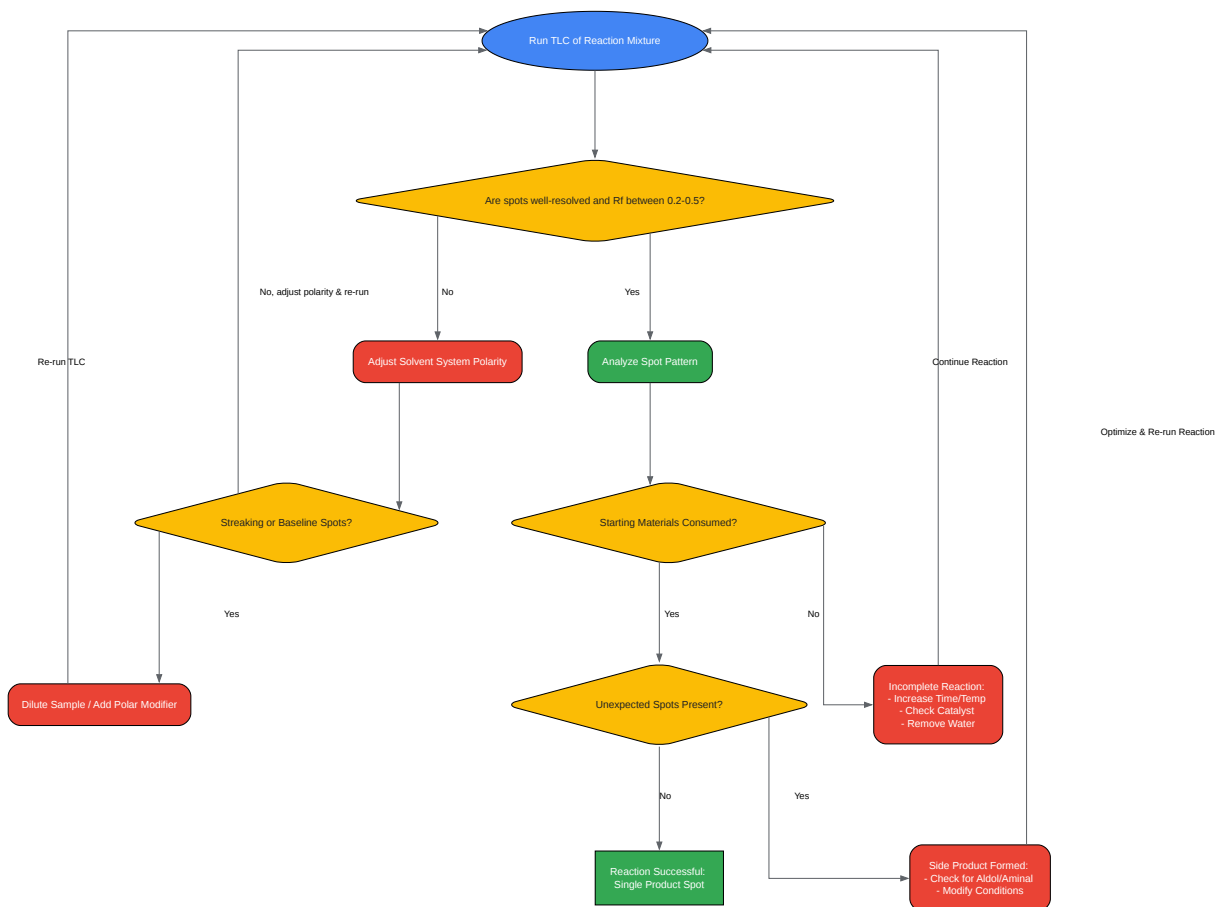 Run TLC of Reaction Mixture
Are spots well-resolved and Rf between 0.2-0.5?
No, adjust polarity & re-run
No
Yes
Re-run TLC
Adjust Solvent System Polarity
Analyze Spot Pattern
Continue Reaction
Optimize & Re-run Reaction
Streaking or Baseline Spots?
Starting Materials Consumed?
Yes
Yes
No
Dilute Sample / Add Polar Modifier
Unexpected Spots Present?
Incomplete Reaction:
- Increase Time/Temp
- Check Catalyst
- Remove Water
No
Yes
Reaction Successful:
Single Product Spot
Side Product Formed:
- Check for Aldol/Aminal
- Modify Conditions